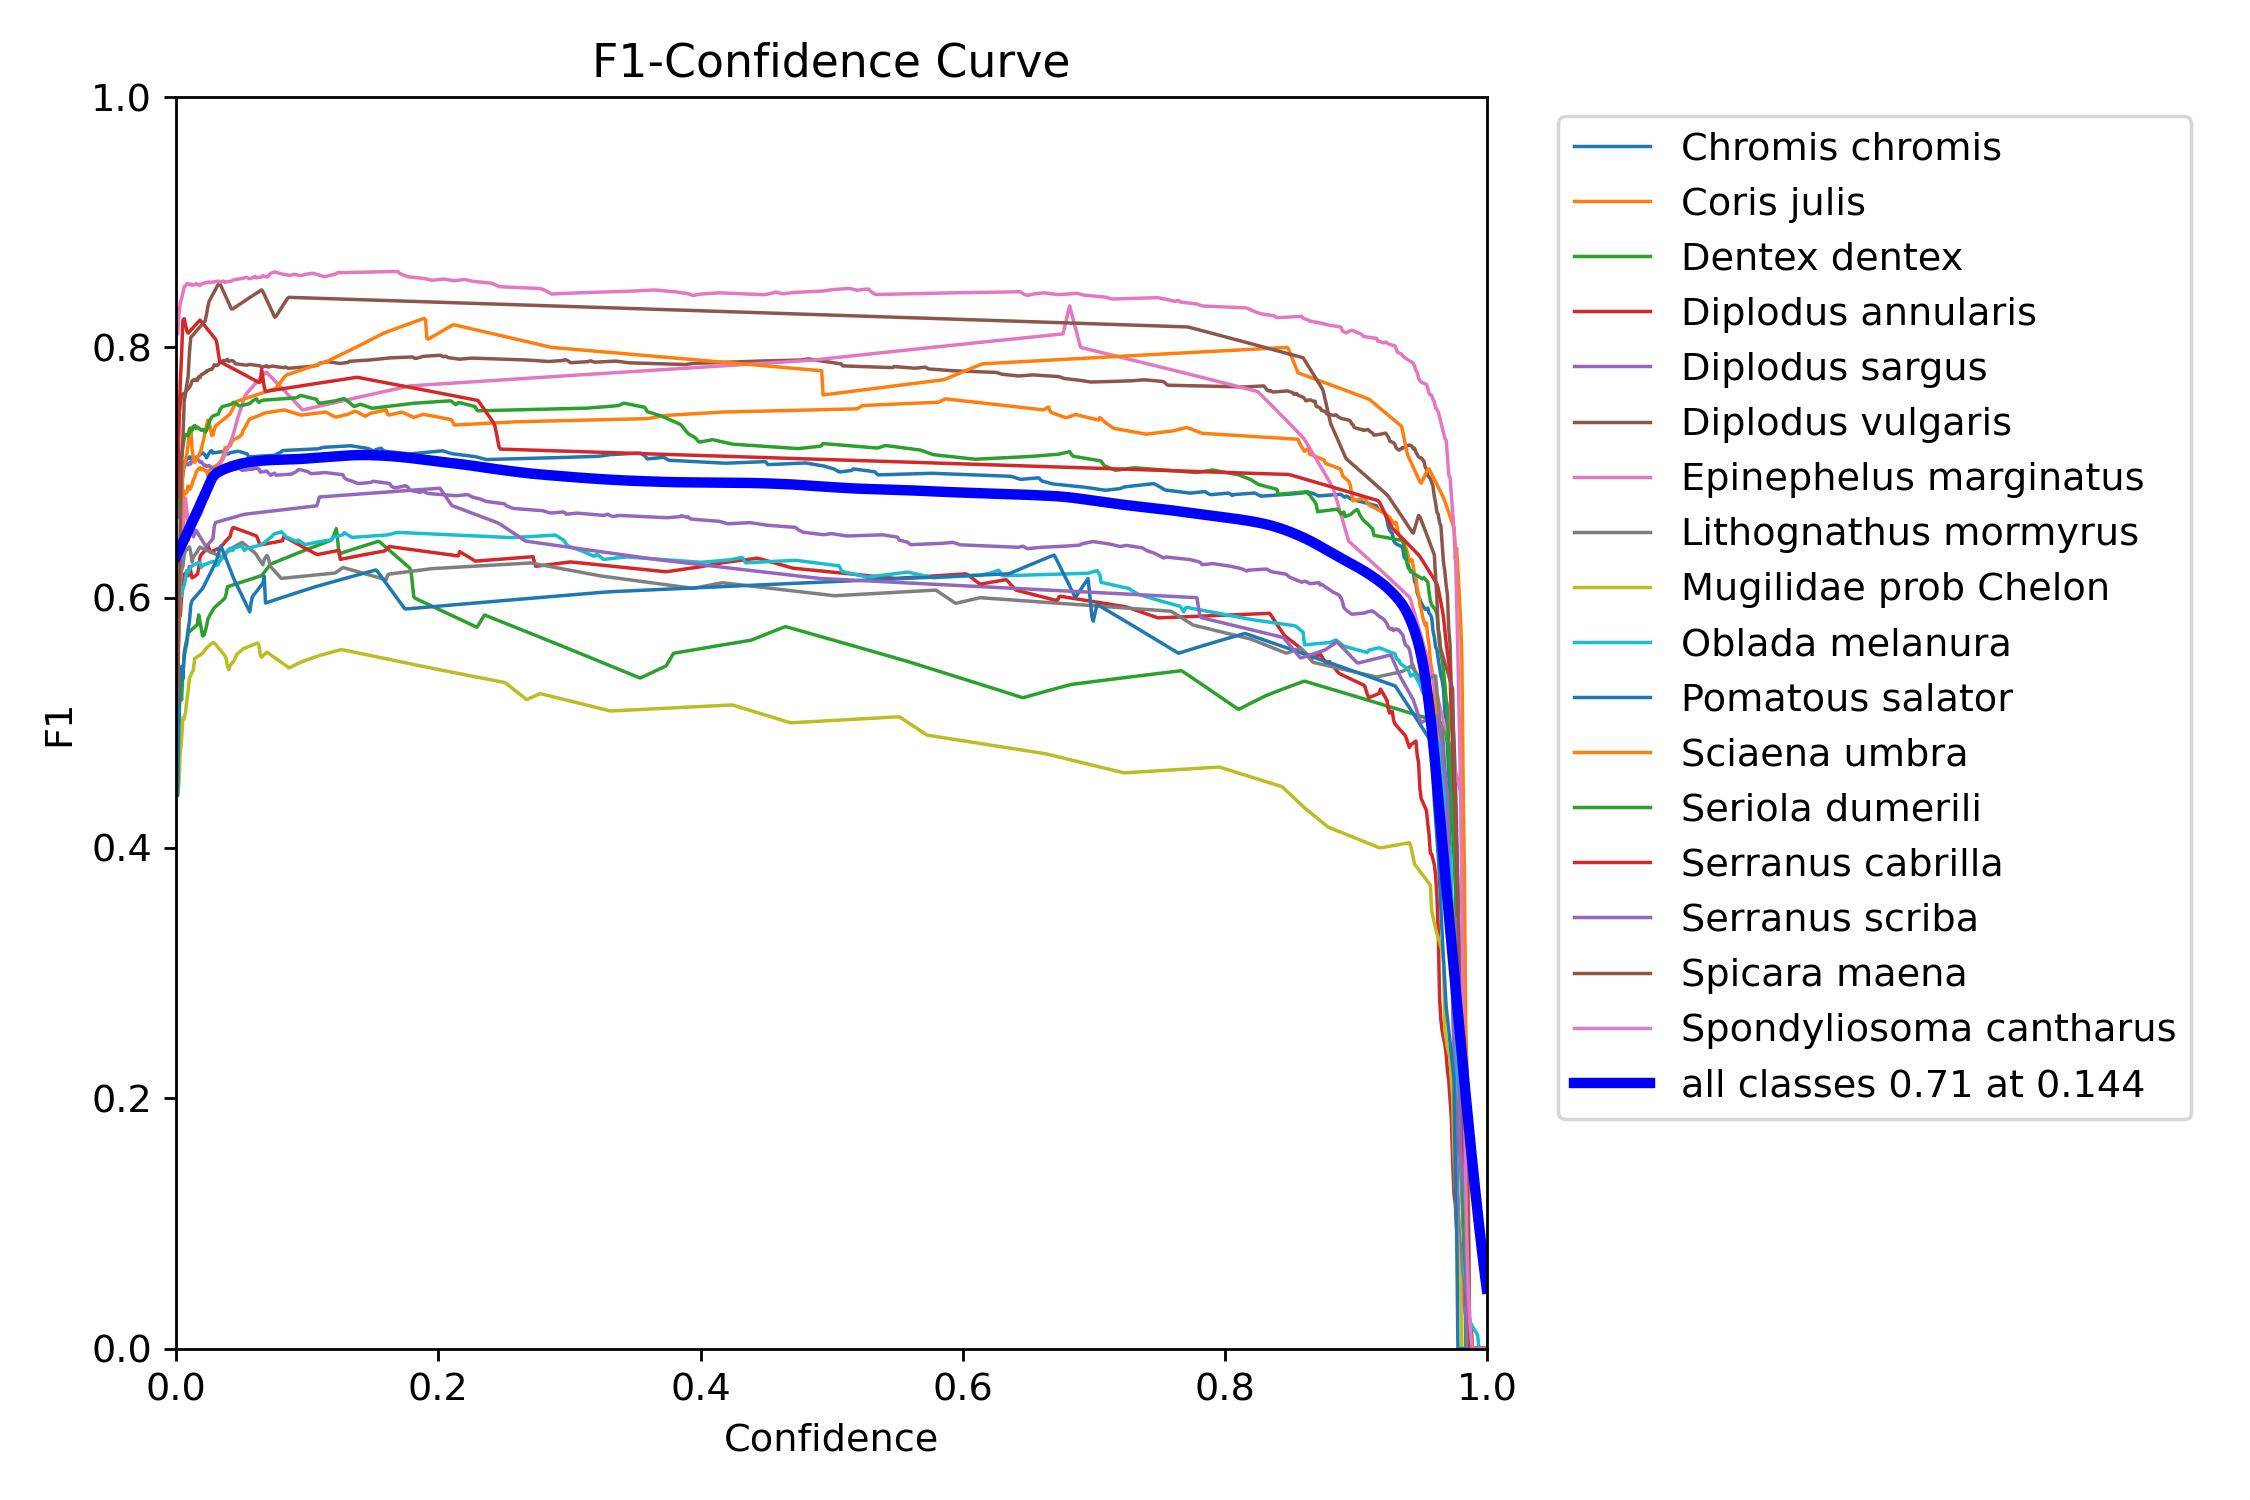 F1-Confidence Curve
1.0
0.8
0.6
0.4
0.2
0.0
F1
0.0 0.2 0.4 0.6 0.8 1.0
Confidence
Chromis chromis
Coris julis
Dentex dentex
Diplodus annularis
Diplodus sargus
Diplodus vulgaris
Epinephelus marginatus
Lithognathus mormyrus
Mugilidae prob Chelon
Oblada melanura
Pomatous salator
Sciaena umbra
Seriola dumerili
Serranus cabrilla
Serranus scriba
Spicara maena
Spondyliosoma cantharus
all classes 0.71 at 0.144